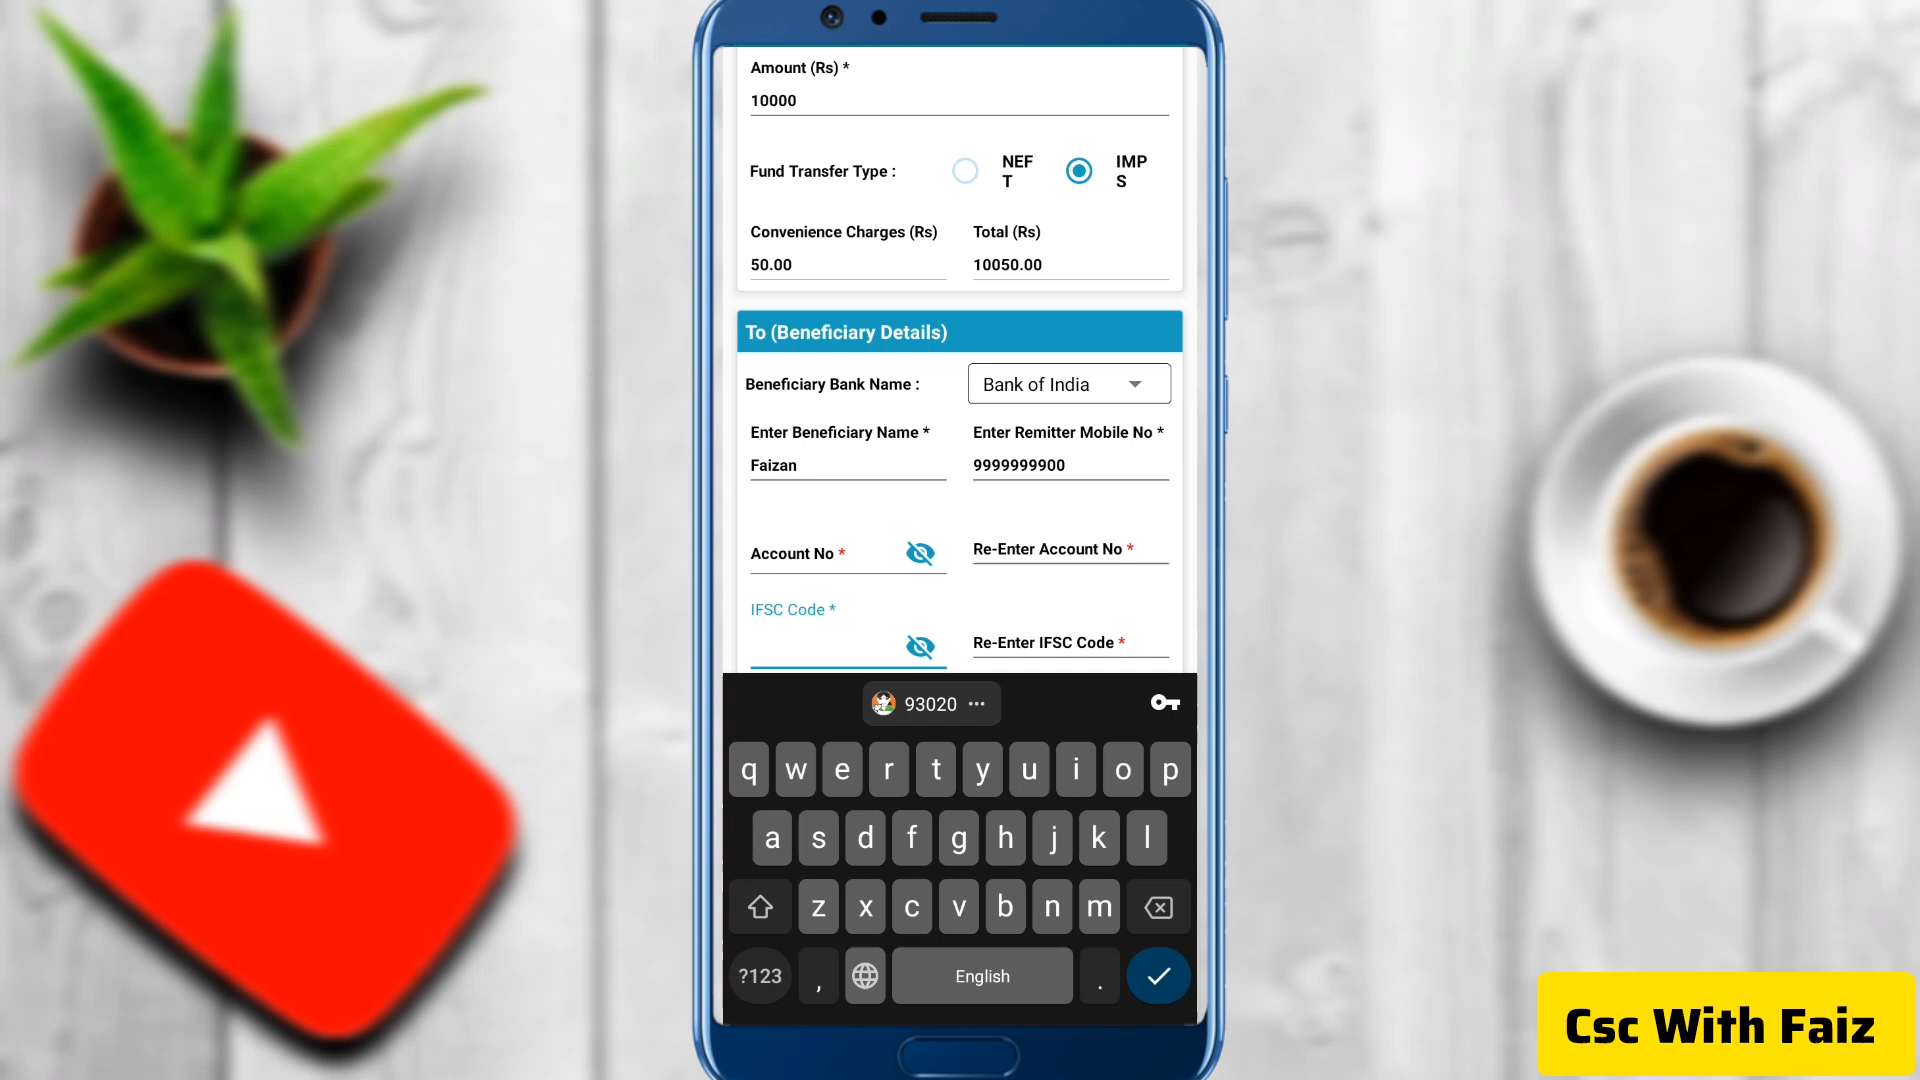 Amount (Rs) *
10000
Fund Transfer Type :
NEF
T
IMP
S
Convenience Charges (Rs)
Total (Rs)
50.00
10050.00
To (Beneficiary Details)
Beneficiary Bank Name :
Bank of India
Enter Beneficiary Name *
Enter Remitter Mobile No *
Faizan
9999999900
Account No *
Re-Enter Account No *
IFSC Code *
Re-Enter IFSC Code *
93020 ···
q w e r t y u i o p
a s d f g h j k l
z x c v b n m
?123 , English .
Csc With Faiz